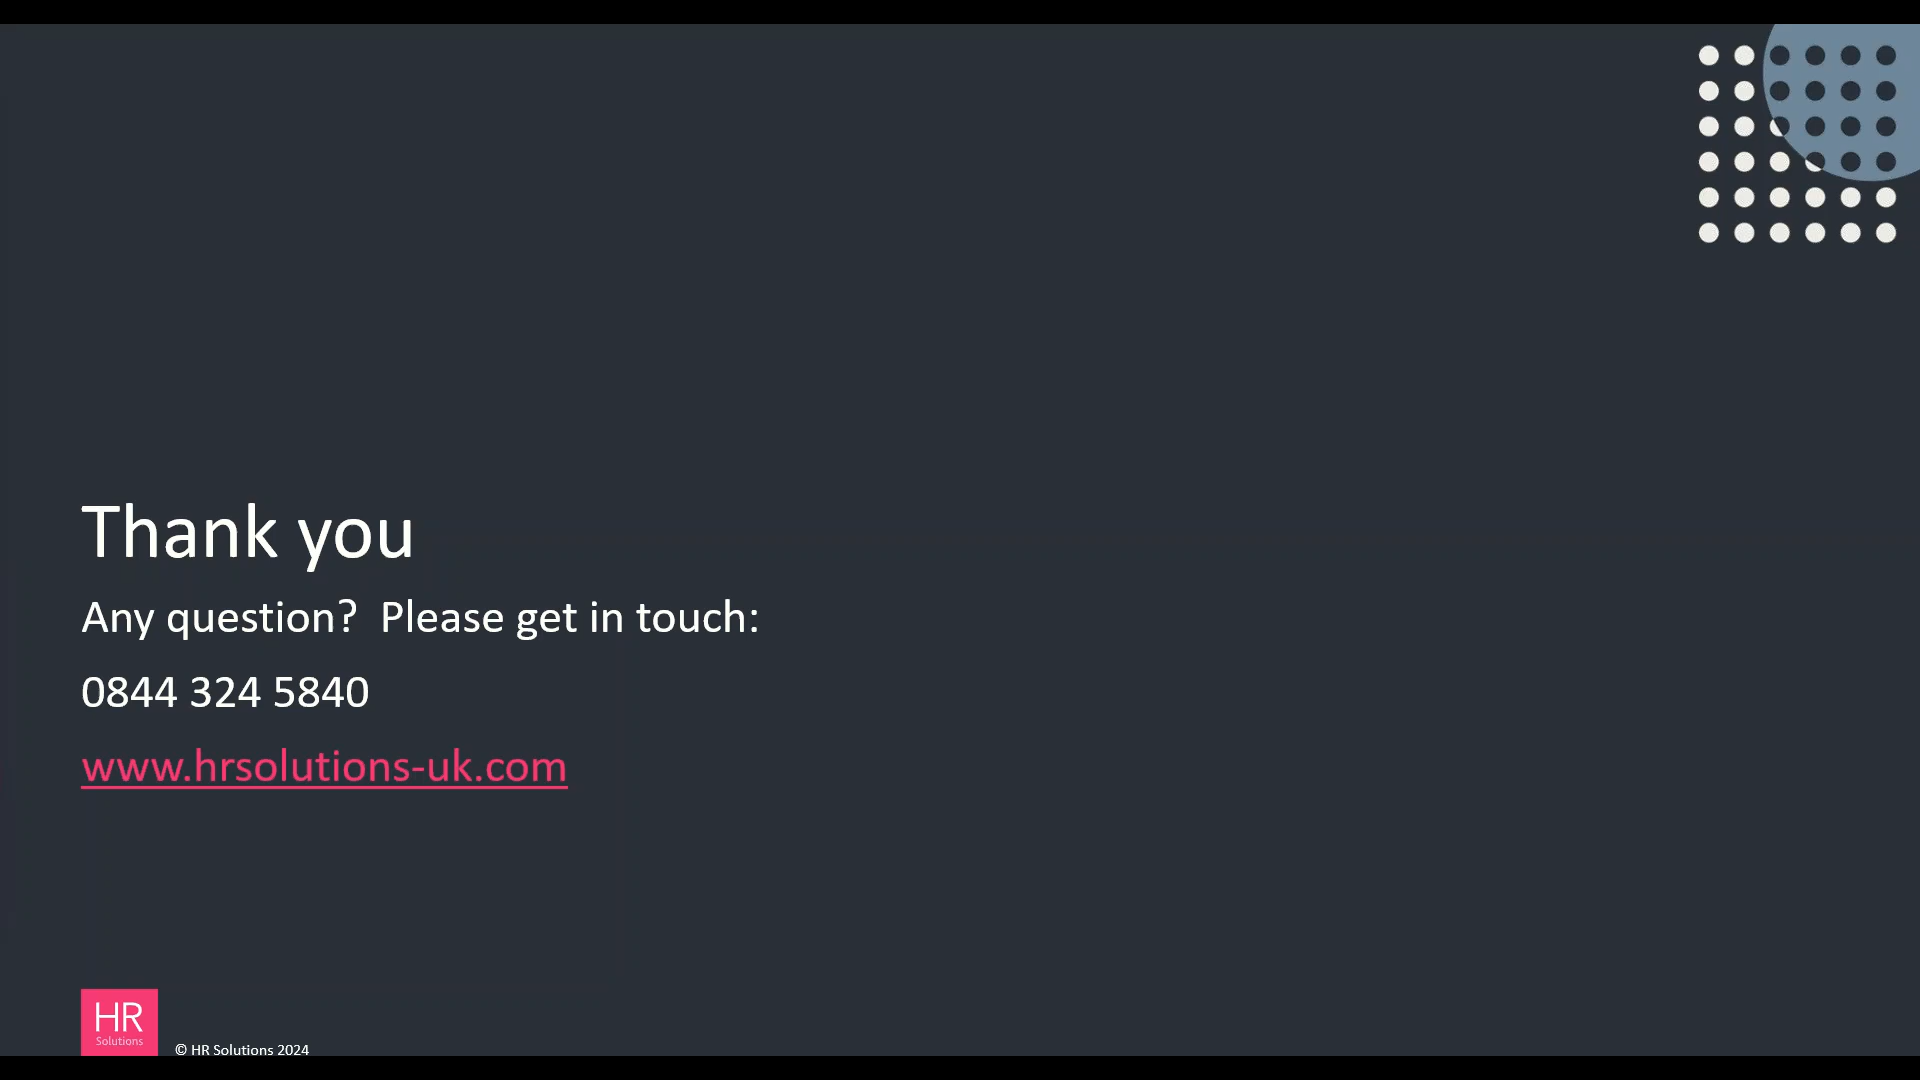 Thank you
Any question?  Please get in touch:
0844 324 5840
www.hrsolutions-uk.com
HR
Solutions
© HR Solutions 2024